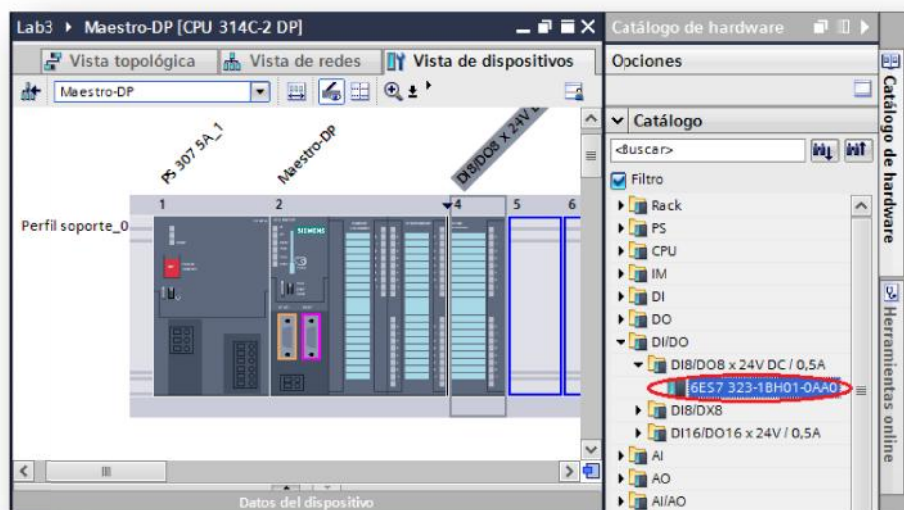 Lab3 ▸ Maestro-DP [CPU 314C-2 DP]
Vista topológica
Vista de redes
Vista de dispositivos
Maestro-DP
PS 307 5A_1
Maestro-DP
DI8/DO8 x 24V D
1
2
4
5
6
Perfil soporte_0
SIEMENS
Datos del dispositivo
Catálogo de hardware
Opciones
Catálogo
<Buscar>
Filtro
Rack
PS
CPU
IM
DI
DO
DI/DO
DI8/DO8 x 24V DC / 0,5A
6ES7 323-1BH01-0AA0
DI8/DX8
DI16/DO16 x 24V / 0,5A
AI
AO
AI/AO
Catálogo de hardware
Herramientas online